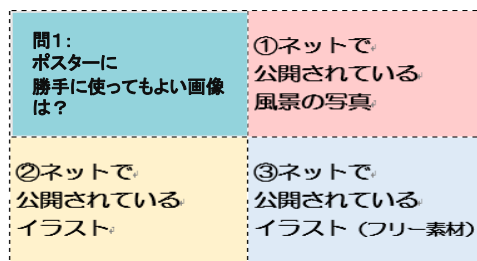 問1:
ポスターに
勝手に使ってもよい画像
は？
①ネットで
公開されている
風景の写真
②ネットで
公開されている
イラスト
③ネットで
公開されている
イラスト（フリー素材）